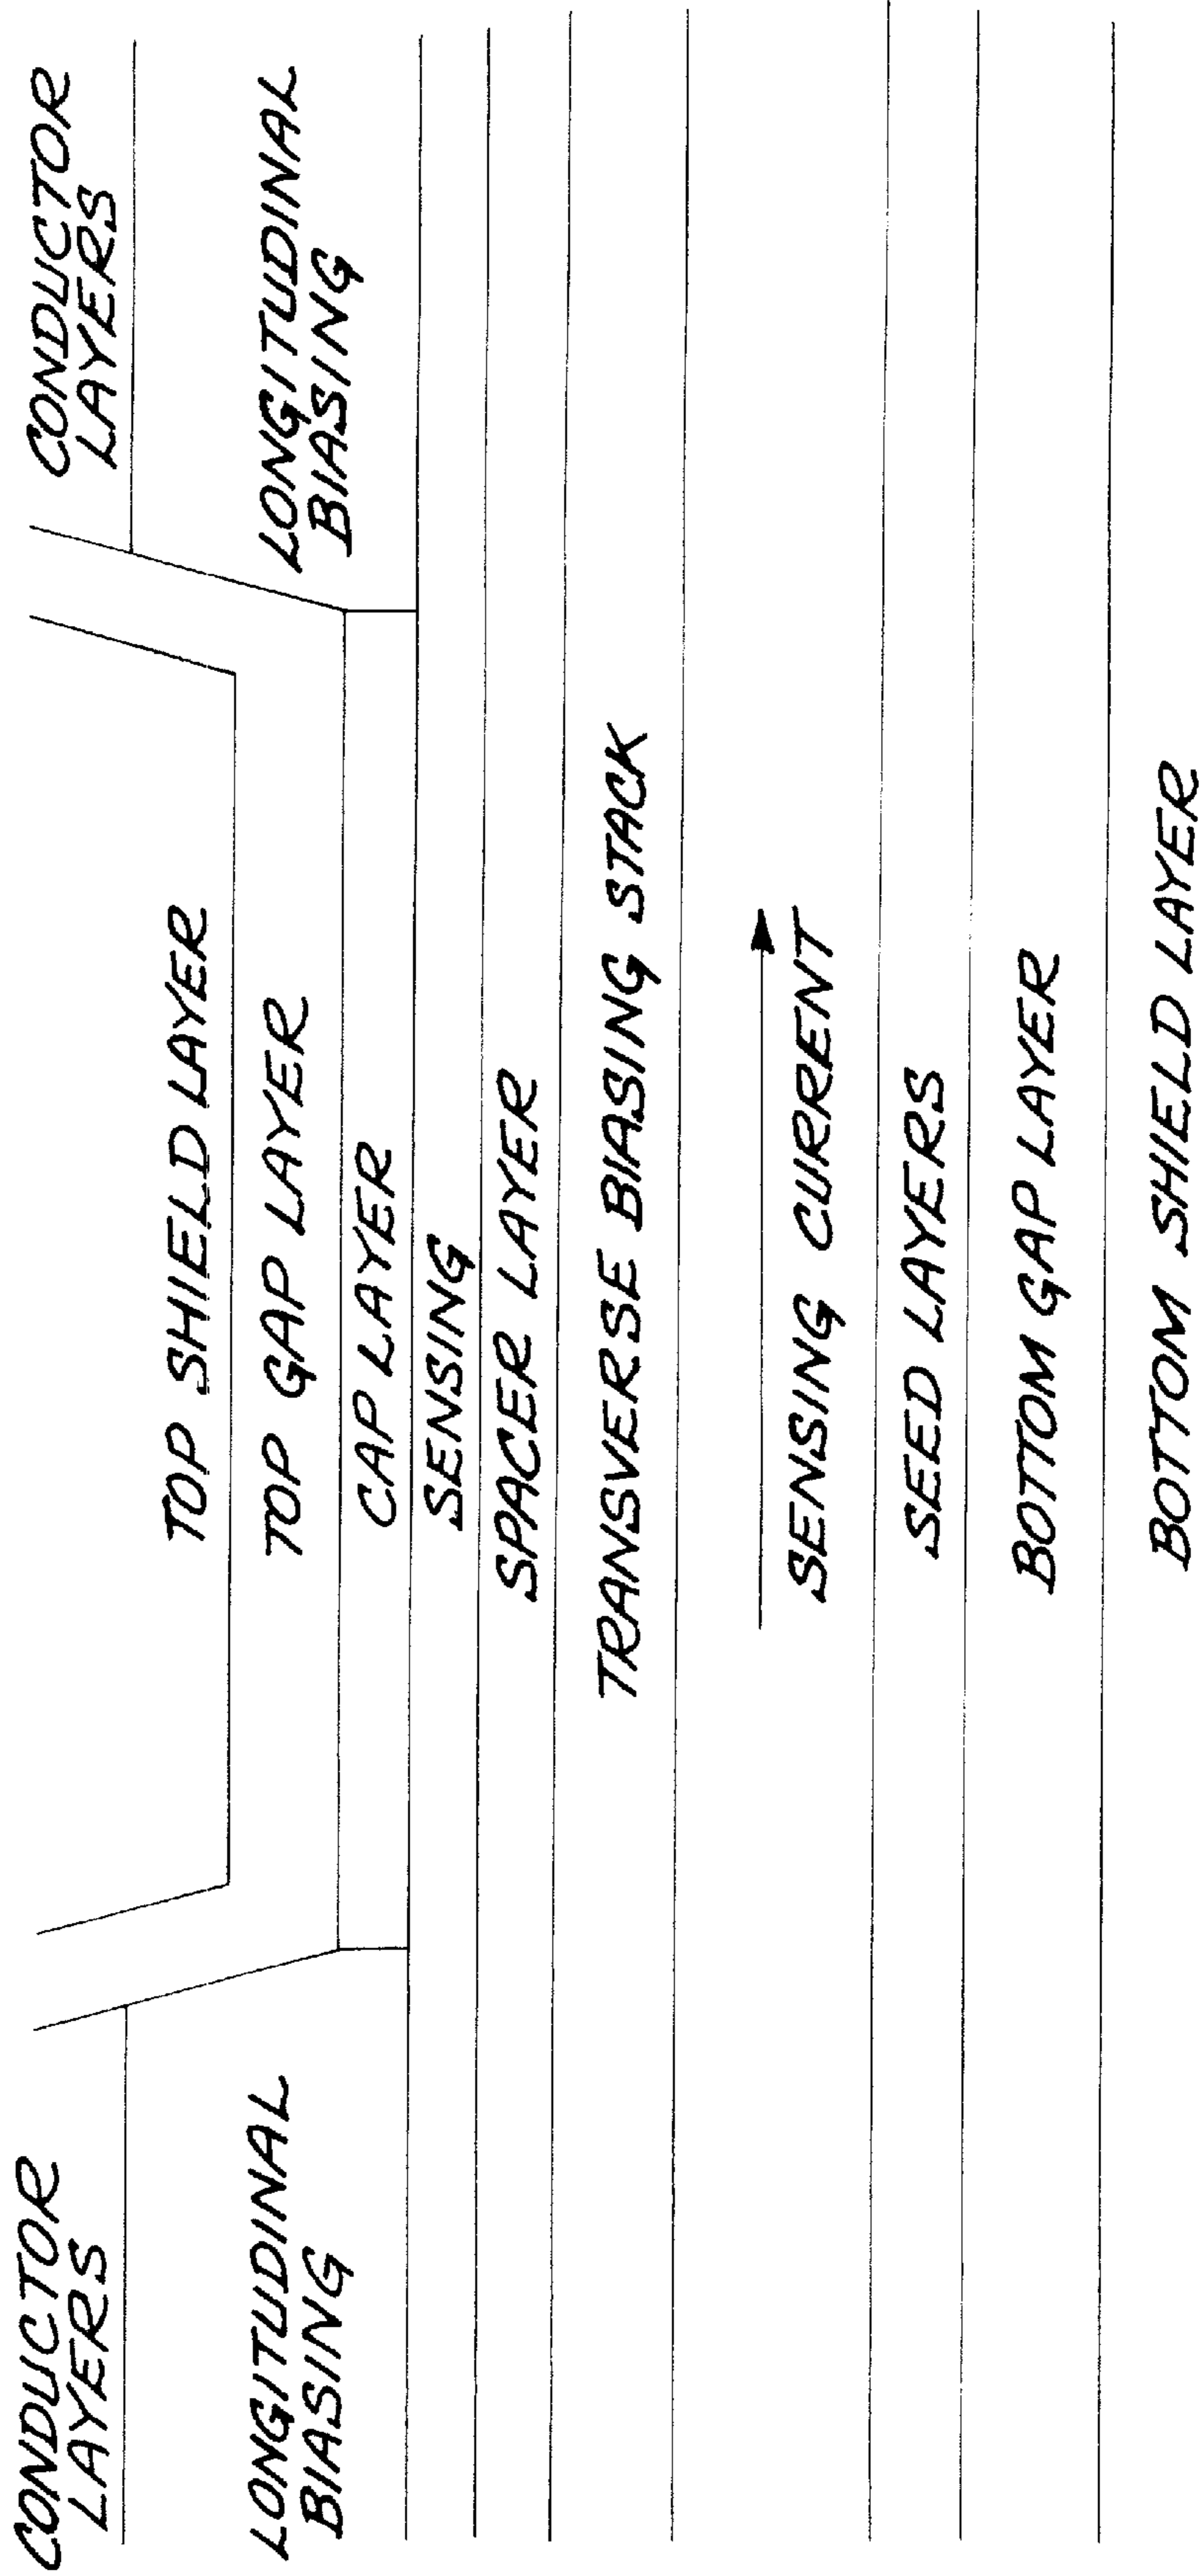 CONDUCTOR
LAYERS
LONGITUDINAL
BIASING
TOP SHIELD LAYER
TOP GAP LAYER
CAP LAYER
CONDUCTOR
LAYERS
LONGITUDINAL
BIASING
SENSING
SPACER LAYER
TRANSVERSE BIASING STACK
SENSING CURRENT
SEED LAYERS
BOTTOM GAP LAYER
BOTTOM SHIELD LAYER